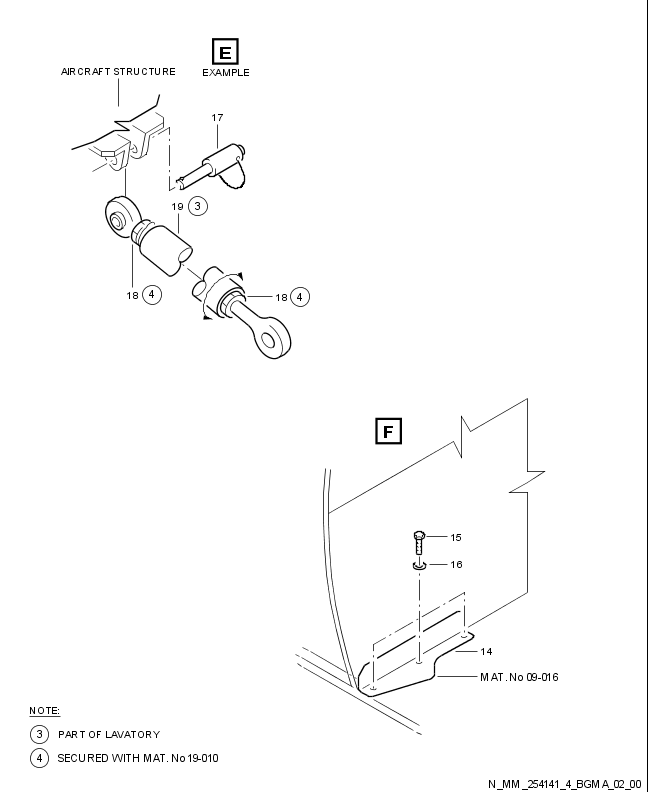 E
AIRCRAFT STRUCTURE
EXAMPLE
17
19 3
18 4
18 4
F
15
16
14
MAT. No 09-016
NOTE:
3 PART OF LAVATORY
4 SECURED WITH MAT. No 19-010
N_MM_254141_4_BGMA_02_00